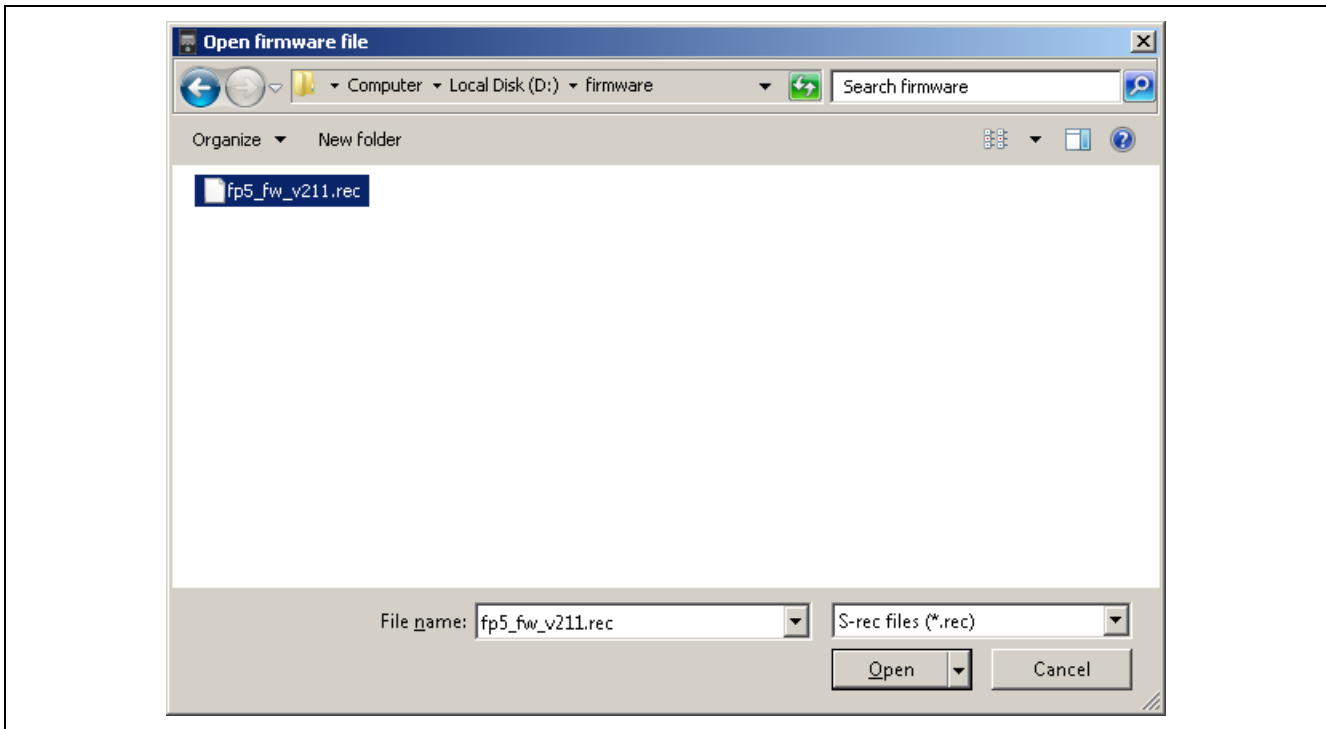 Open firmware file
Computer Local Disk (D:) firmware Search firmware
Organize New folder
fp5_fw_v211.rec
File name: fp5_fw_v211.rec S-rec files (*.rec)
Open Cancel